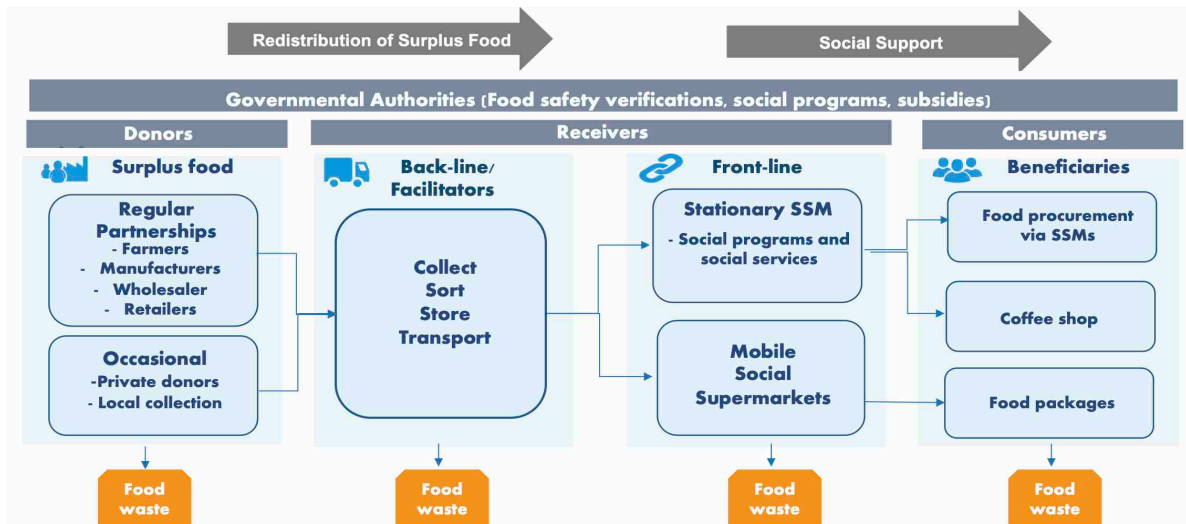 Redistribution of Surplus Food
Social Support
Governmental Authorities (Food safety verifications, social programs, subsidies)
Donors
Receivers
Consumers
Surplus food
Regular
Partnerships
- Farmers
- Manufacturers
- Wholesaler
- Retailers
Occasional
-Private donors
- Local collection
Back-line/
Facilitators
Collect
Sort
Store
Transport
Front-line
Stationary SSM
- Social programs and
social services
Mobile
Social
Supermarkets
Beneficiaries
Food procurement
via SSMs
Coffee shop
Food packages
Food
waste
Food
waste
Food
waste
Food
waste